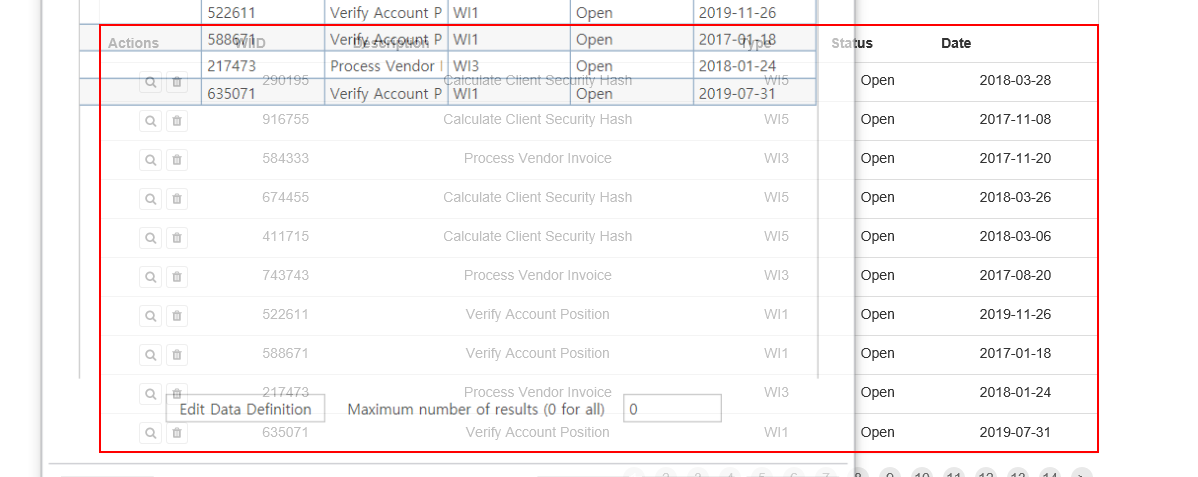 522611 Verify Account P WI1 Open 2019-11-26
Actions WIID Description Type Status Date
588671 Verify Account P WI1 Open 2017-01-18
217473 Process Vendor WI3 Open 2018-01-24
290195 Calculate Client Security Hash WI5 Open 2018-03-28
635071 Verify Account P WI1 Open 2019-07-31
916755 Calculate Client Security Hash WI5 Open 2017-11-08
584333 Process Vendor Invoice WI3 Open 2017-11-20
674455 Calculate Client Security Hash WI5 Open 2018-03-26
411715 Calculate Client Security Hash WI5 Open 2018-03-06
743743 Process Vendor Invoice WI3 Open 2017-08-20
522611 Verify Account Position WI1 Open 2019-11-26
588671 Verify Account Position WI1 Open 2017-01-18
217473 Process Vendor Invoice WI3 Open 2018-01-24
Edit Data Definition Maximum number of results (0 for all) 0
635071 Verify Account Position WI1 Open 2019-07-31
2 3 4 5 6 7 8 9 10 11 12 13 14 >